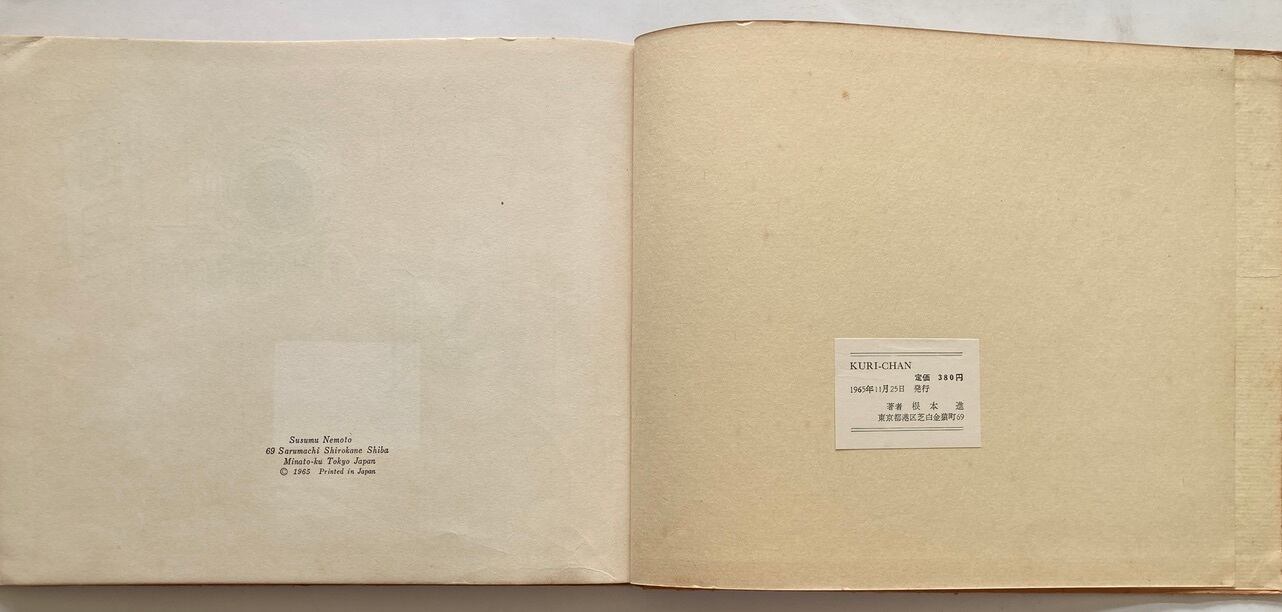 Susumu Nemoto
69 Sarumachi Shirokane Shiba
Minato-ku Tokyo Japan
© 1965 Printed in Japan
KURI-CHAN
定価 380円
1965年11月25日 発行
著者 根本 進
東京都港区芝白金猿町69